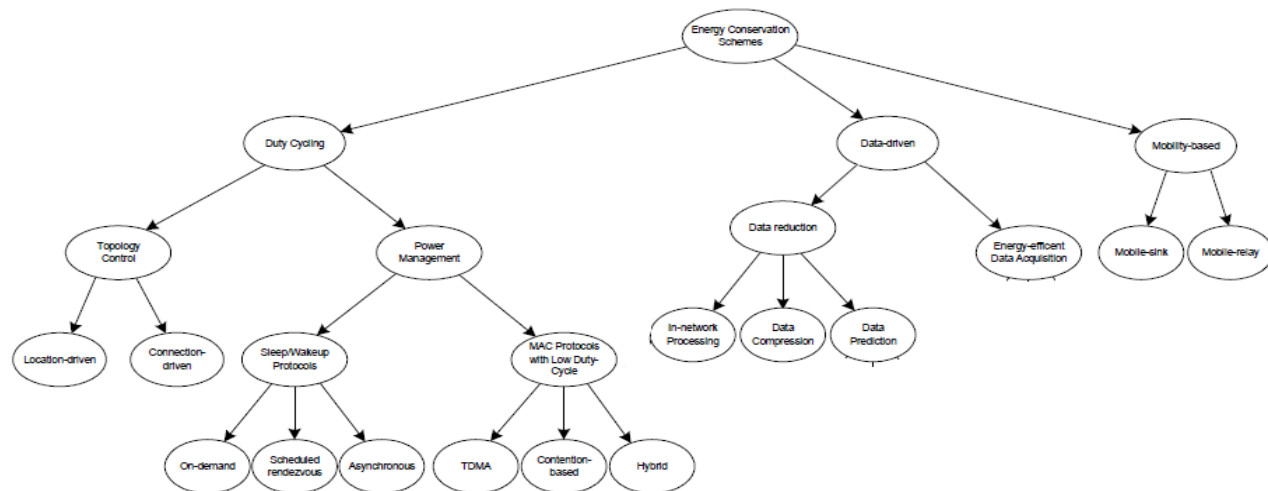 Energy Conservation
Schemes
Duty Cycling
Data-driven
Mobility-based
Topology
Control
Power
Management
Data reduction
Energy-efficent
Data Acquisition
Mobile-sink
Mobile-relay
Location-driven
Connection-
driven
Sleep/Wakeup
Protocols
MAC Protocols
with Low Duty-
Cycle
In-network
Processing
Data
Compression
Data
Prediction
On-demand
Scheduled
rendezvous
Asynchronous
TDMA
Contention-
based
Hybrid